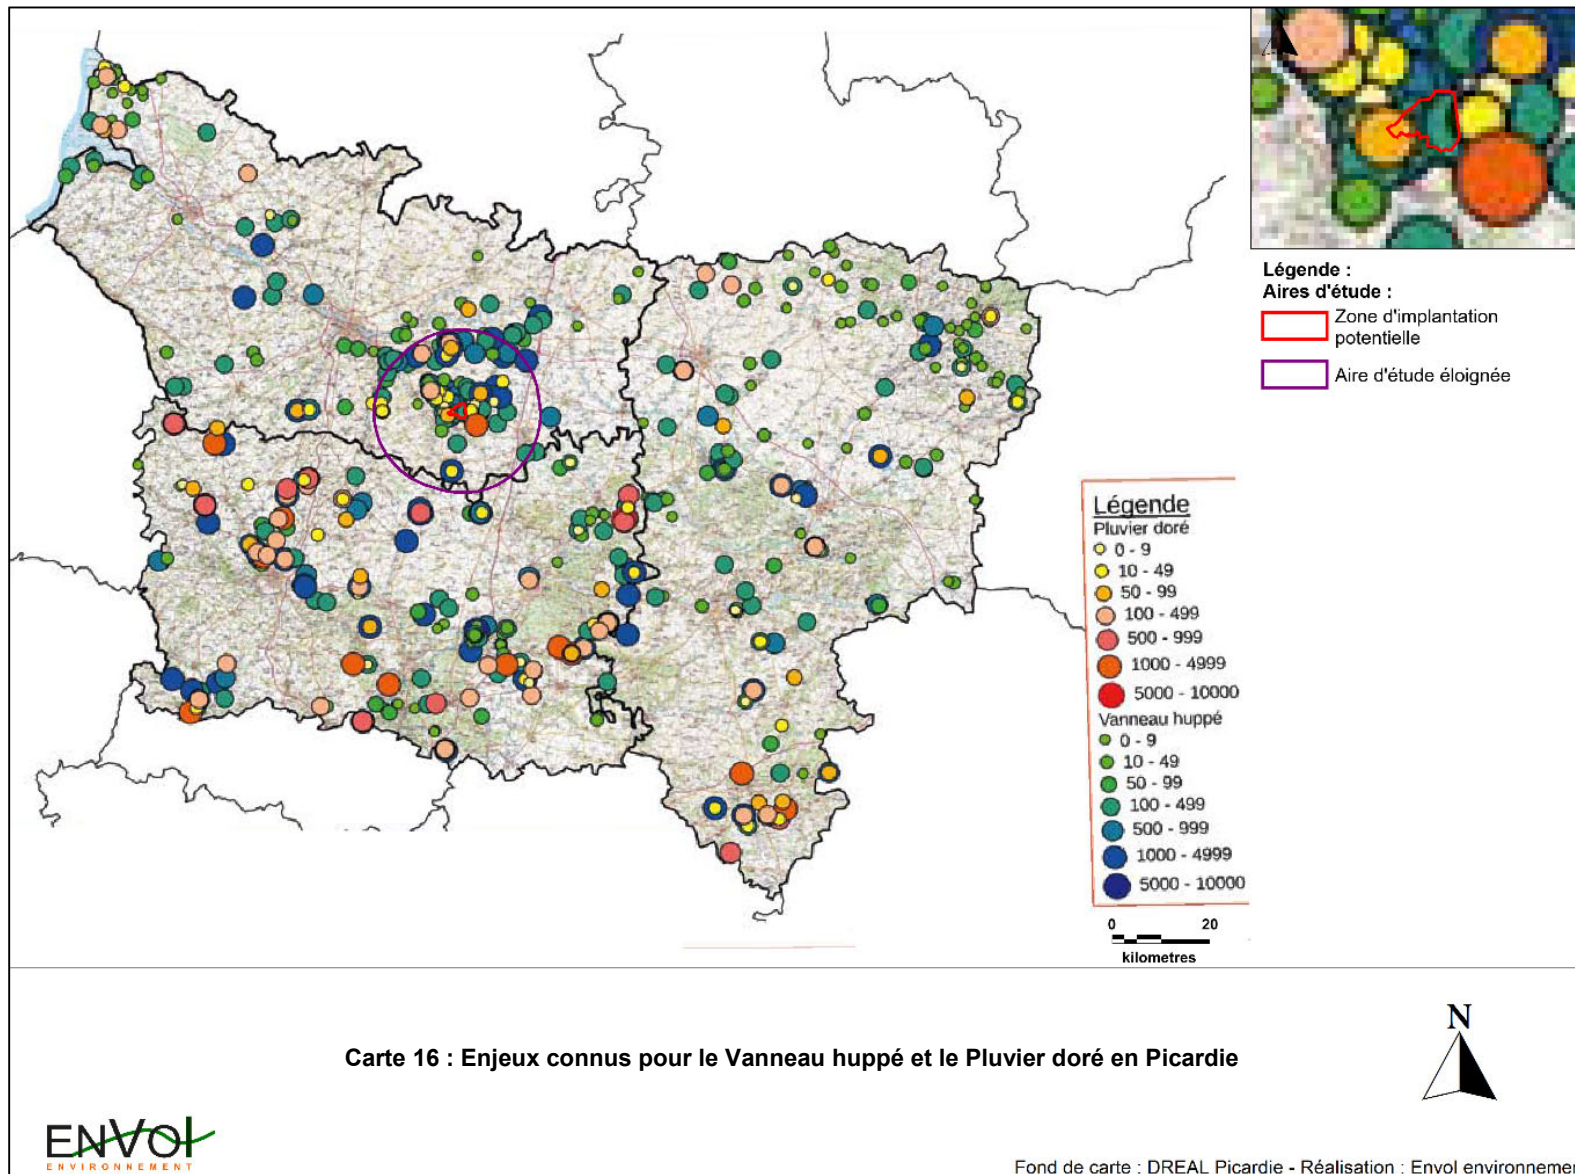 Légende :
Aires d'étude :
Zone d'implantation
potentielle
Aire d'étude éloignée
Légende
Pluvier doré
0 - 9
10 - 49
50 - 99
100 - 499
500 - 999
1000 - 4999
5000 - 10000
Vanneau huppé
0 - 9
10 - 49
50 - 99
100 - 499
500 - 999
1000 - 4999
5000 - 10000
0 20
kilometres
N
Carte 16 : Enjeux connus pour le Vanneau huppé et le Pluvier doré en Picardie
ENVOl
ENVIRONNEMENT
Fond de carte : DREAL Picardie - Réalisation : Envol environnemen